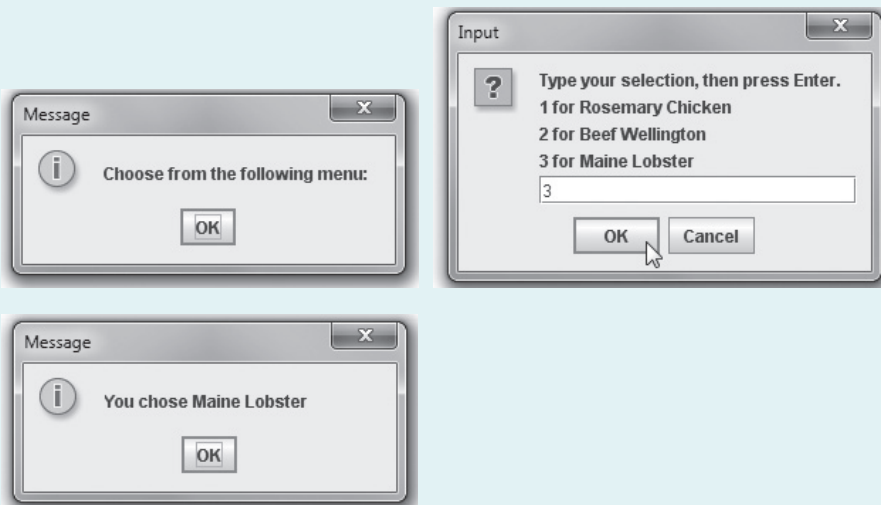 Message
X
i
Choose from the following menu:
OK
Input
X
?
Type your selection, then press Enter.
1 for Rosemary Chicken
2 for Beef Wellington
3 for Maine Lobster
3
OK
Cancel
Message
X
i
You chose Maine Lobster
OK